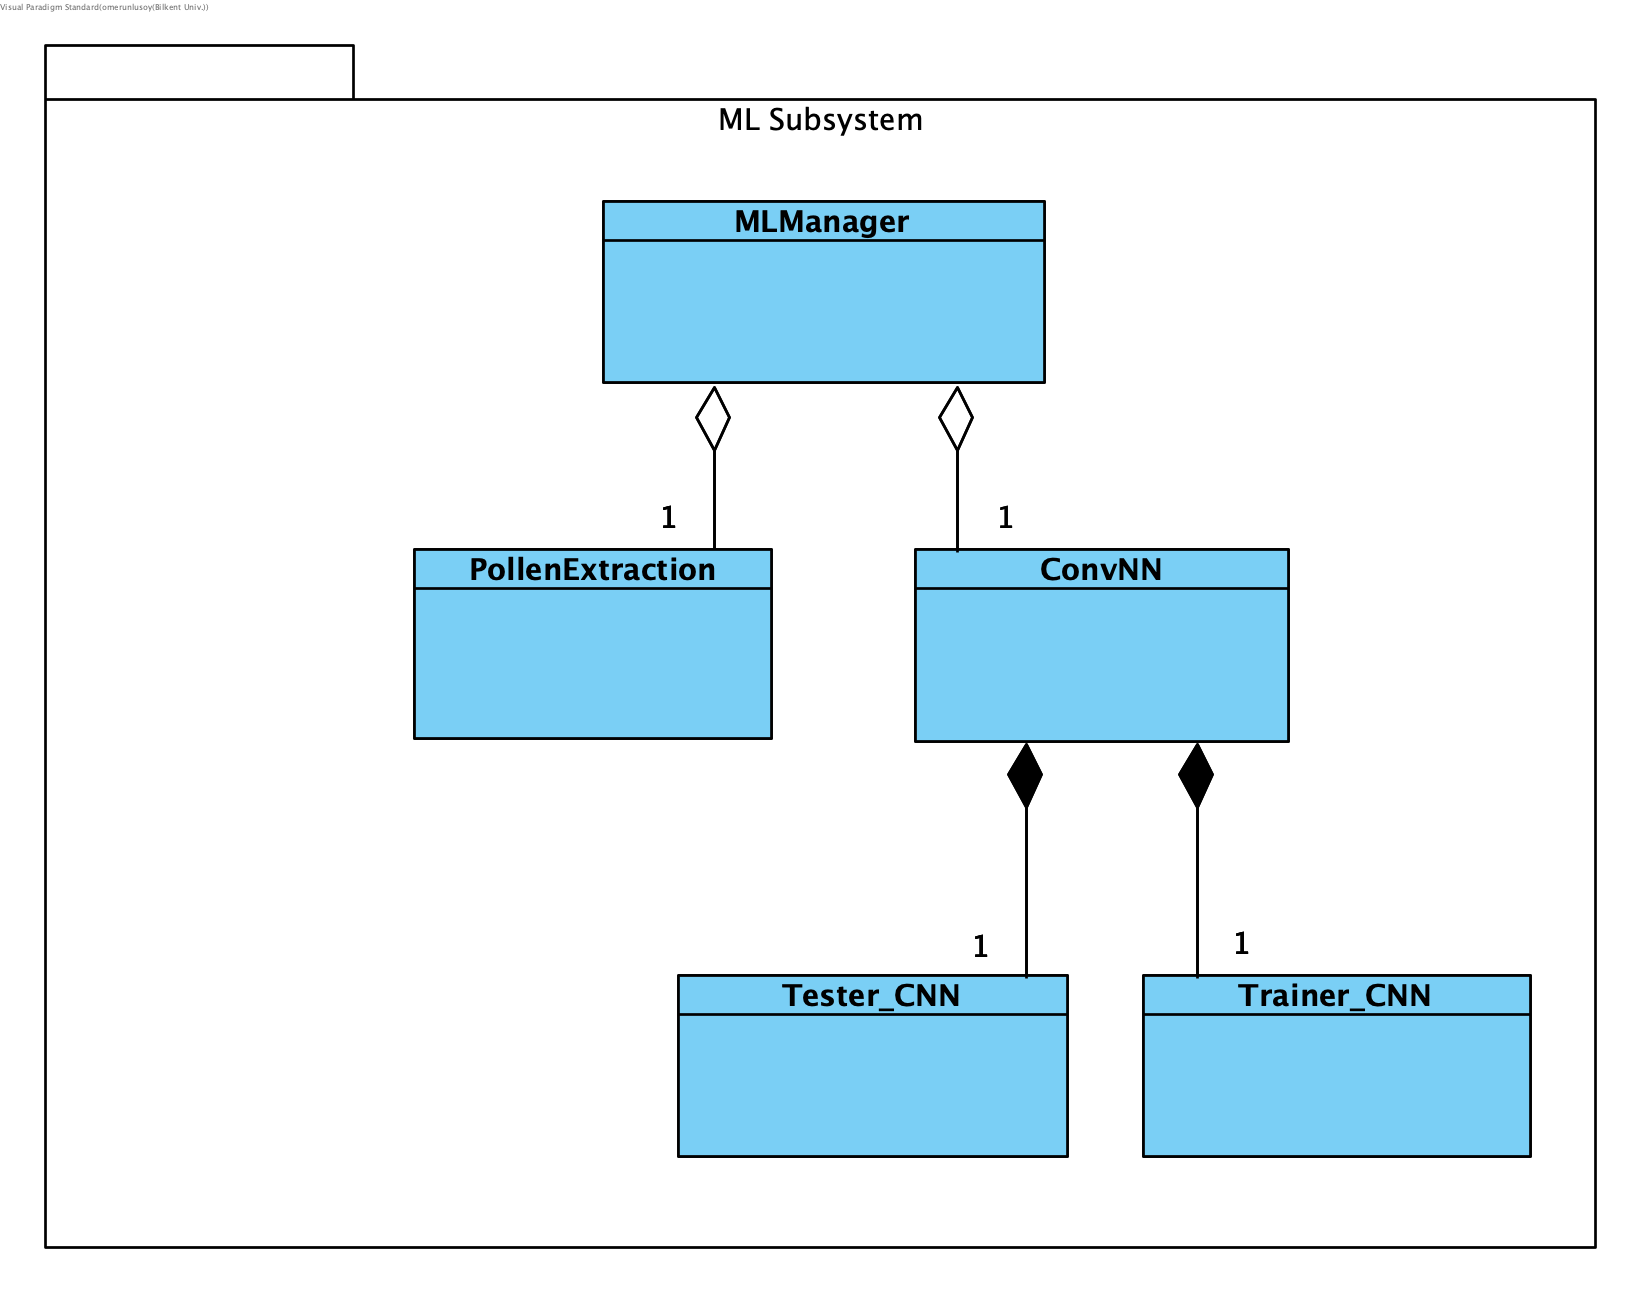 Visual Paradigm Standard(omerunlusoy(Bilkent Univ.))
ML Subsystem
MLManager
1
1
PollenExtraction
ConvNN
1
1
Tester_CNN
Trainer_CNN